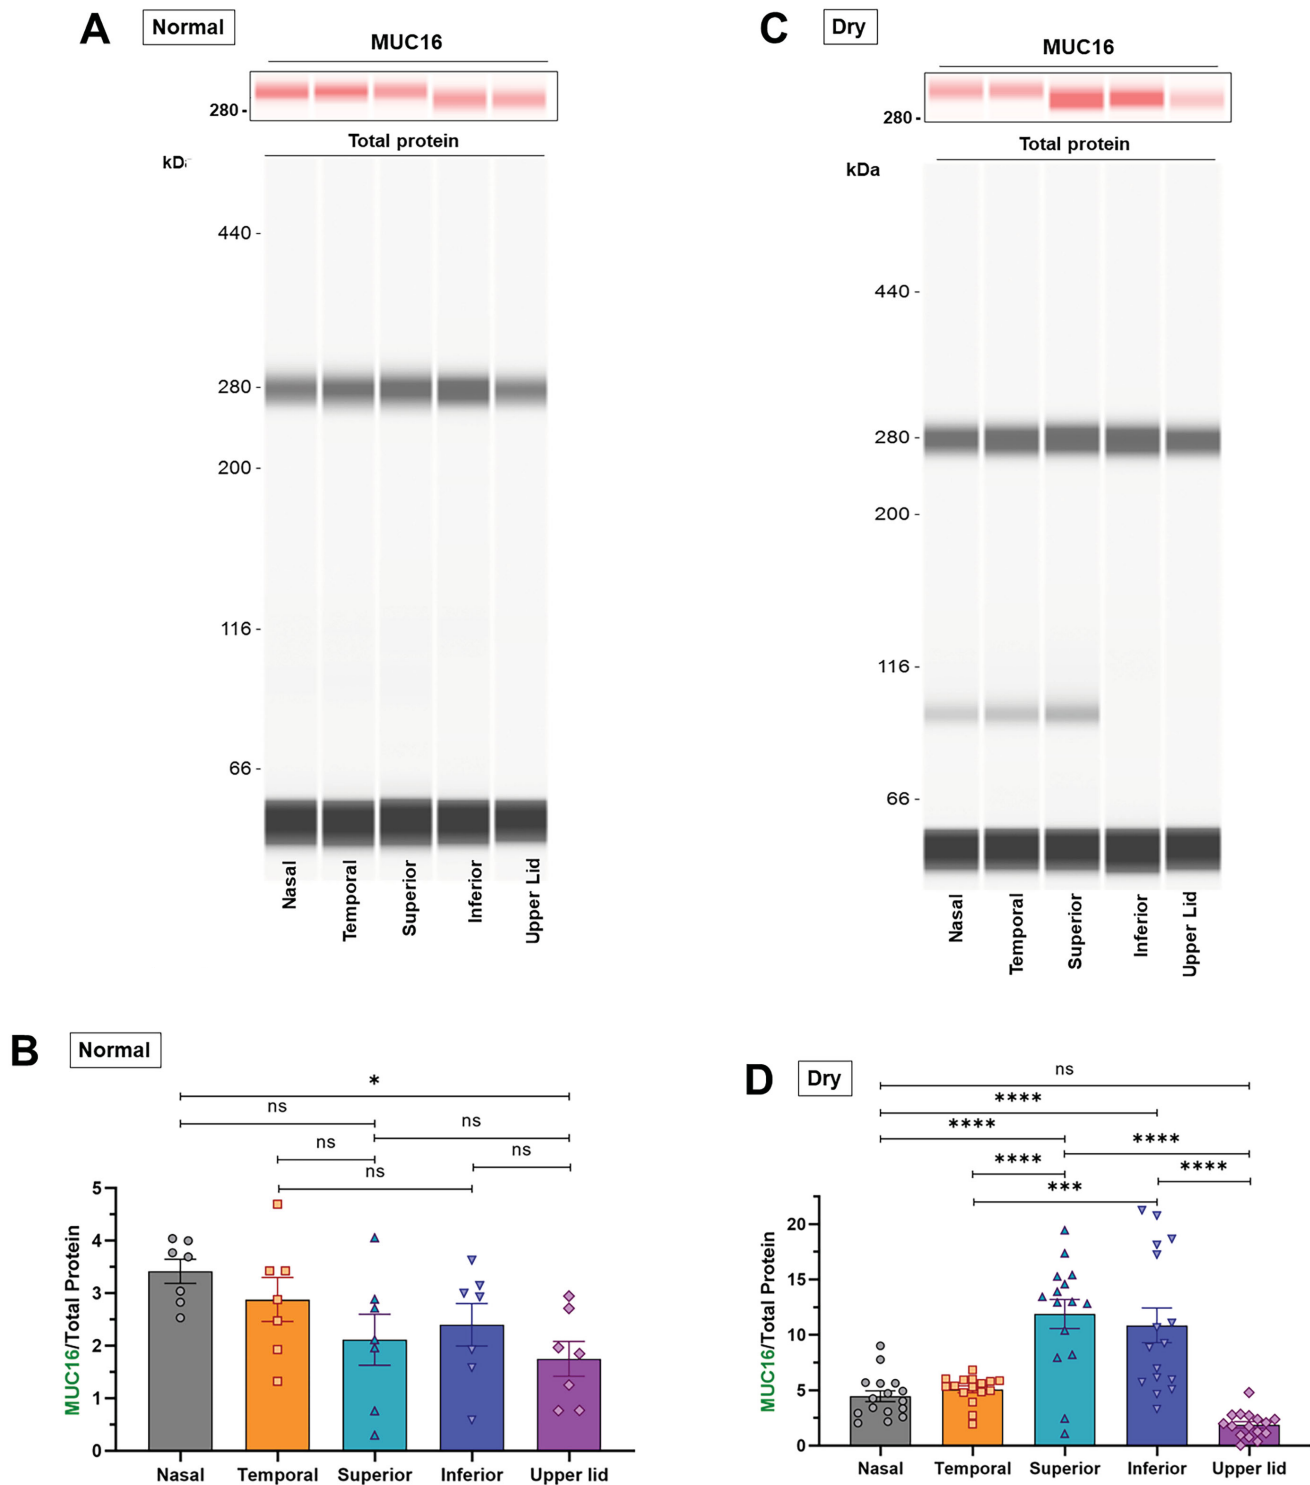 A Normal
MUC16
280 -
Total protein
kD
440 -
280 -
200 -
116 -
66 -
Nasal
Temporal
Superior
Inferior
Upper Lid
C Dry
MUC16
280 -
Total protein
kDa
440 -
280 -
200 -
116 -
66 -
Nasal
Temporal
Superior
Inferior
Upper Lid
B Normal
*
ns
ns
ns
ns
ns
MUC16/Total Protein
5
4
3
2
1
0
Nasal Temporal Superior Inferior Upper lid
D Dry
ns
****
****
****
****
****
***
MUC16/Total Protein
20
15
10
5
0
Nasal Temporal Superior Inferior Upper lid